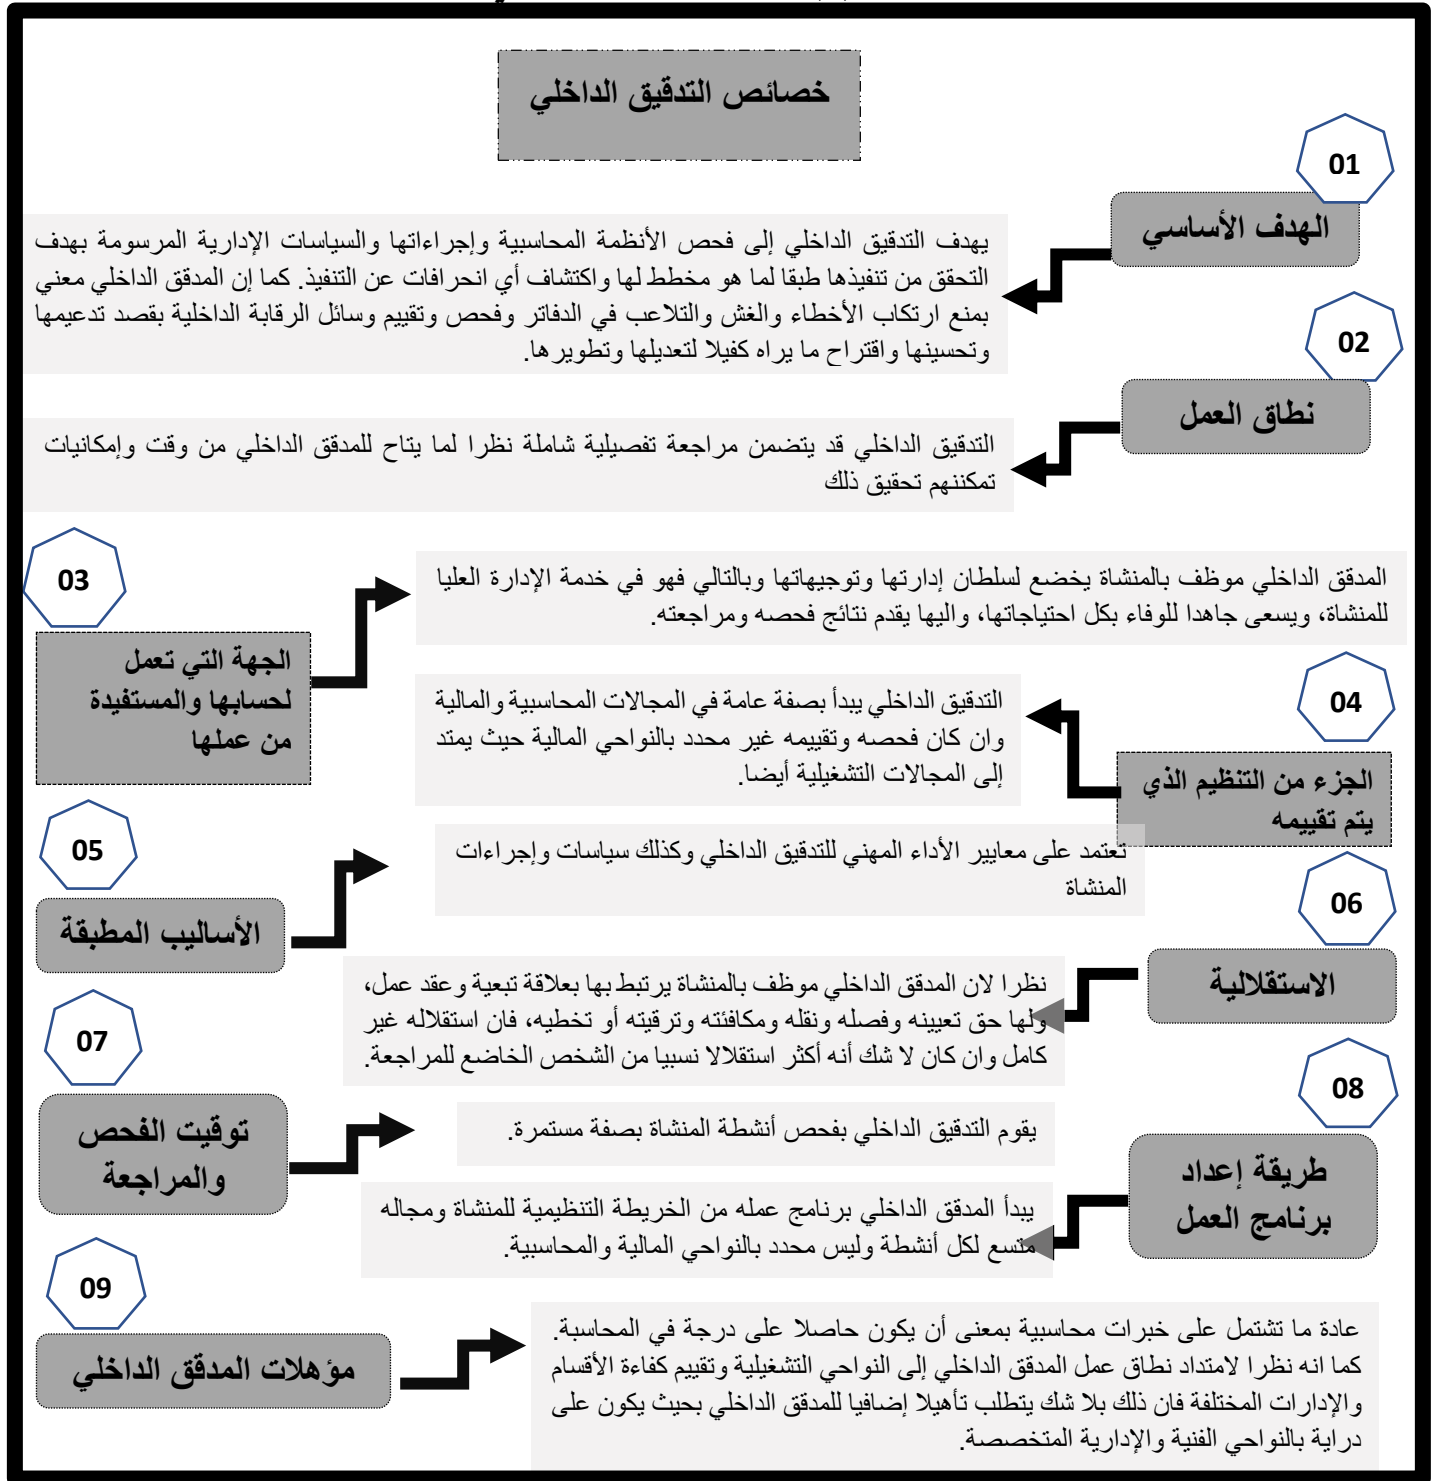 خصائص التدقيق الداخلي
01
الهدف الأساسي
يهدف التدقيق الداخلي إلى فحص الأنظمة المحاسبية وإجراءاتها والسياسات الإدارية المرسومة بهدف
التحقق من تنفيذها طبقا لما هو مخطط لها واكتشاف أي انحرافات عن التنفيذ. كما إن المدقق الداخلي معني
بمنع ارتكاب الأخطاء والغش والتلاعب في الدفاتر وفحص وتقييم وسائل الرقابة الداخلية بقصد تدعيمها
وتحسينها واقتراح ما يراه كفيلا لتعديلها وتطويرها.
02
نطاق العمل
التدقيق الداخلي قد يتضمن مراجعة تفصيلية شاملة نظرا لما يتاح للمدقق الداخلي من وقت وإمكانيات
تمكننهم تحقيق ذلك
03
الجهة التي تعمل
لحسابها والمستفيدة
من عملها
المدقق الداخلي موظف بالمنشاة يخضع لسلطان إدارتها وتوجيهاتها وبالتالي فهو في خدمة الإدارة العليا
للمنشاة، ويسعى جاهدا للوفاء بكل احتياجاتها، واليها يقدم نتائج فحصه ومراجعته.
04
الجزء من التنظيم الذي
يتم تقييمه
التدقيق الداخلي يبدأ بصفة عامة في المجالات المحاسبية والمالية
وان كان فحصه وتقييمه غير محدد بالنواحي المالية حيث يمتد
إلى المجالات التشغيلية أيضا.
05
الأساليب المطبقة
تعتمد على معايير الأداء المهني للتدقيق الداخلي وكذلك سياسات وإجراءات
المنشاة
06
الاستقلالية
نظرا لان المدقق الداخلي موظف بالمنشاة يرتبط بها بعلاقة تبعية وعقد عمل،
ولها حق تعيينه وفصله ونقله ومكافئته وترقيته أو تخطيه، فان استقلاله غير
كامل وان كان لا شك أنه أكثر استقلالا نسبيا من الشخص الخاضع للمراجعة.
07
توقيت الفحص
والمراجعة
يقوم التدقيق الداخلي بفحص أنشطة المنشاة بصفة مستمرة.
08
طريقة إعداد
برنامج العمل
يبدأ المدقق الداخلي برنامج عمله من الخريطة التنظيمية للمنشاة ومجاله
متسع لكل أنشطة وليس محدد بالنواحي المالية والمحاسبية.
09
مؤهلات المدقق الداخلي
عادة ما تشتمل على خبرات محاسبية بمعنى أن يكون حاصلا على درجة في المحاسبة.
كما انه نظرا لامتداد نطاق عمل المدقق الداخلي إلى النواحي التشغيلية وتقييم كفاءة الأقسام
والإدارات المختلفة فان ذلك بلا شك يتطلب تأهيلا إضافيا للمدقق الداخلي بحيث يكون على
دراية بالنواحي الفنية والإدارية المتخصصة.